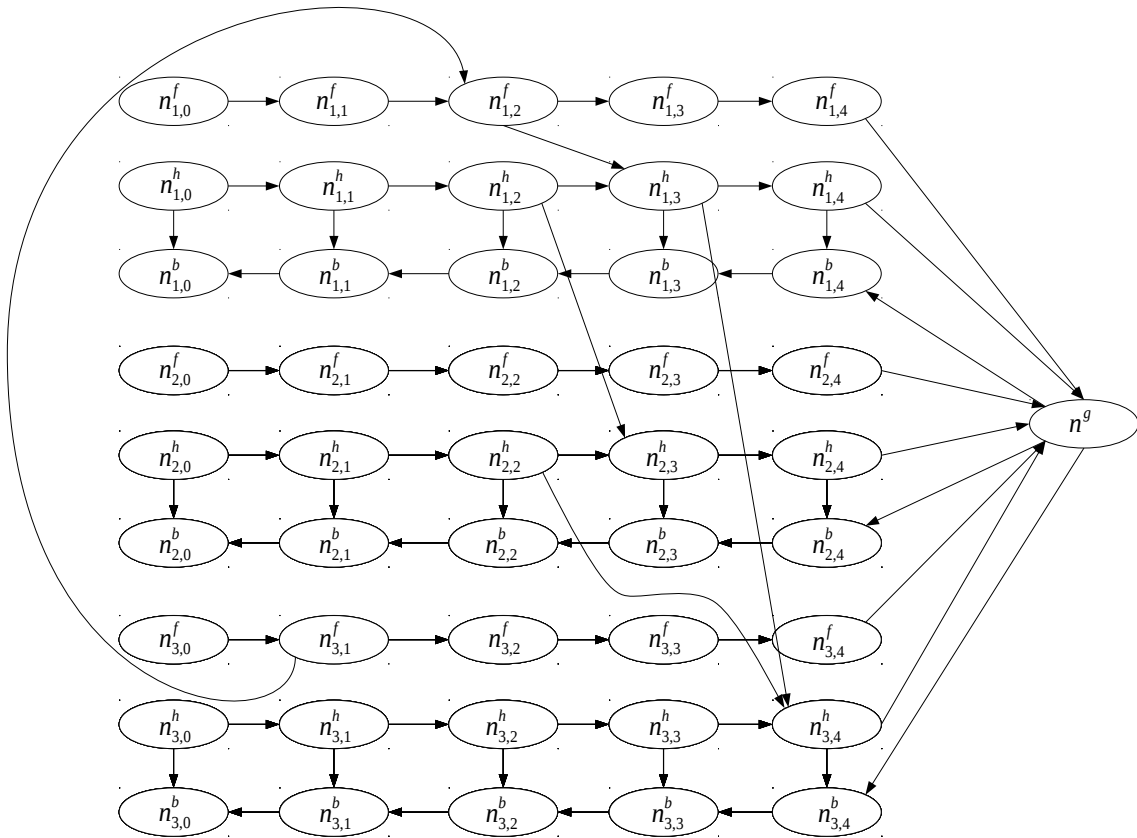 n^f_{1,0} n^f_{1,1} n^f_{1,2} n^f_{1,3} n^f_{1,4}
n^h_{1,0} n^h_{1,1} n^h_{1,2} n^h_{1,3} n^h_{1,4}
n^b_{1,0} n^b_{1,1} n^b_{1,2} n^b_{1,3} n^b_{1,4}
n^f_{2,0} n^f_{2,1} n^f_{2,2} n^f_{2,3} n^f_{2,4}
n^g
n^h_{2,0} n^h_{2,1} n^h_{2,2} n^h_{2,3} n^h_{2,4}
n^b_{2,0} n^b_{2,1} n^b_{2,2} n^b_{2,3} n^b_{2,4}
n^f_{3,0} n^f_{3,1} n^f_{3,2} n^f_{3,3} n^f_{3,4}
n^h_{3,0} n^h_{3,1} n^h_{3,2} n^h_{3,3} n^h_{3,4}
n^b_{3,0} n^b_{3,1} n^b_{3,2} n^b_{3,3} n^b_{3,4}